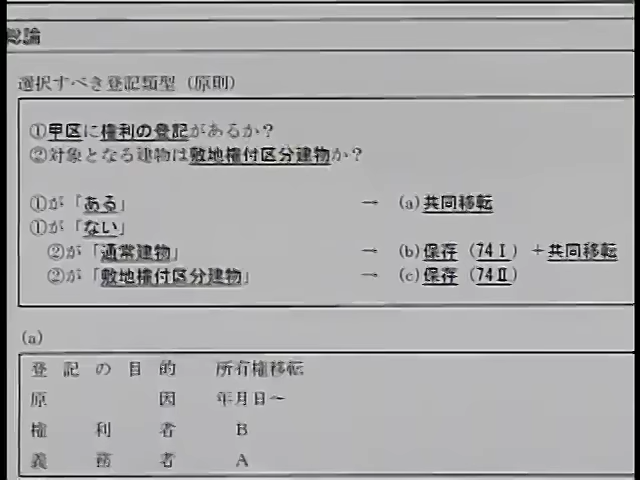 総論
選択すべき登記類型（原則）
①甲区に権利の登記があるか？
②対象となる建物は敷地権付区分建物か？
①が「ある」 → (a)共同移転
①が「ない」
②が「通常建物」 → (b)保存（74Ⅰ）＋共同移転
②が「敷地権付区分建物」 → (c)保存（74Ⅱ）
(a)
登記の目的 所有権移転
原因 年月日～
権利者 B
義務者 A